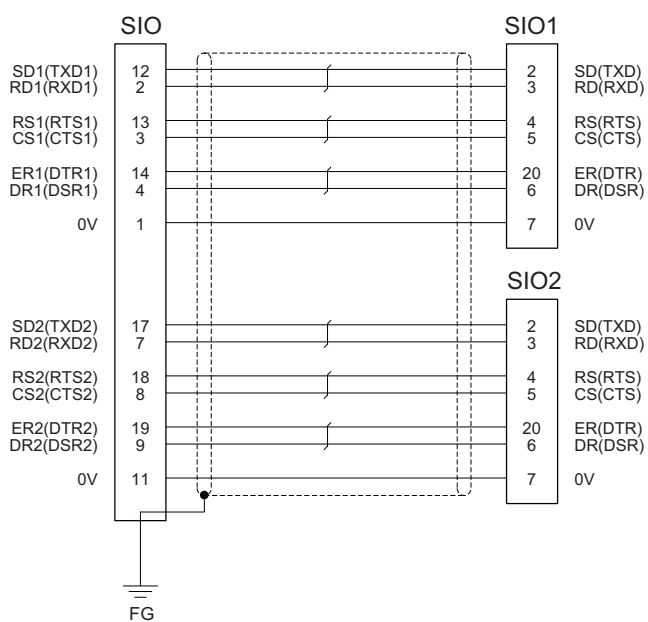 SIO SIO1
SD1(TXD1) 12 2 SD(TXD)
RD1(RXD1) 2 3 RD(RXD)
RS1(RTS1) 13 4 RS(RTS)
CS1(CTS1) 3 5 CS(CTS)
ER1(DTR1) 14 20 ER(DTR)
DR1(DSR1) 4 6 DR(DSR)
0V 1 7 0V
SIO2
SD2(TXD2) 17 2 SD(TXD)
RD2(RXD2) 7 3 RD(RXD)
RS2(RTS2) 18 4 RS(RTS)
CS2(CTS2) 8 5 CS(CTS)
ER2(DTR2) 19 20 ER(DTR)
DR2(DSR2) 9 6 DR(DSR)
0V 11 7 0V
FG